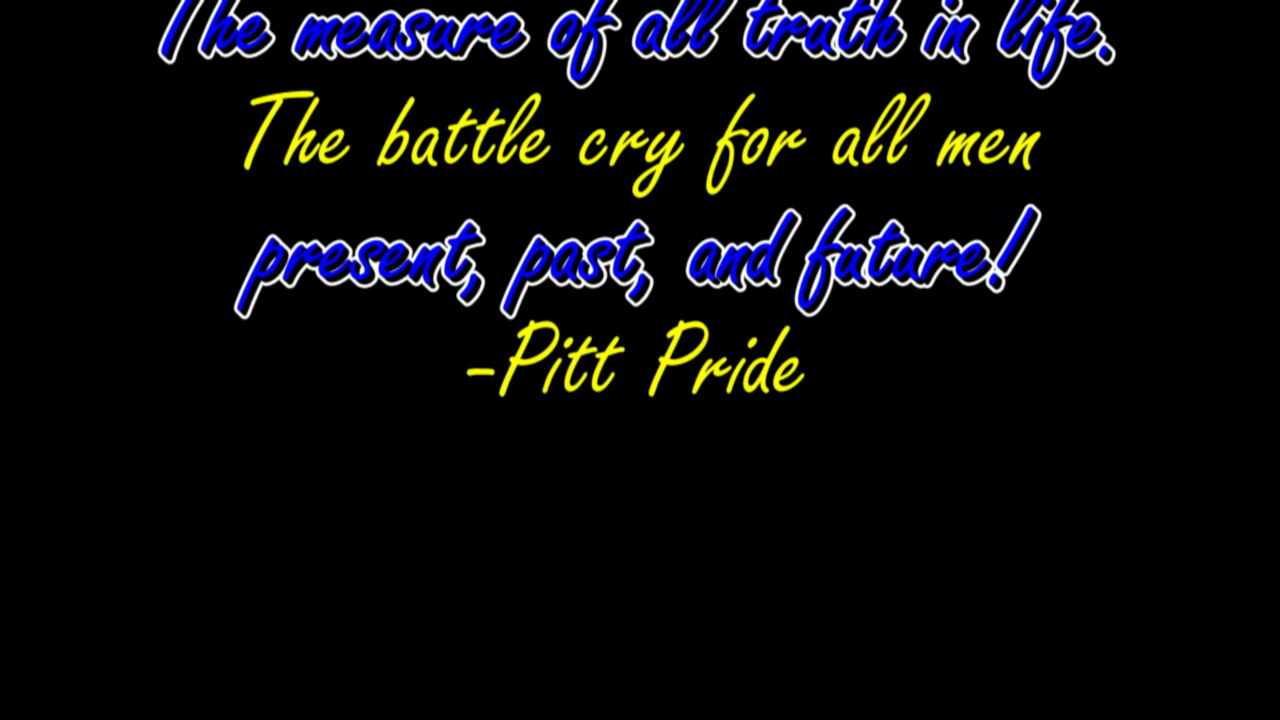 The measure of all truth in life.
The battle cry for all men
present, past, and future!
-Pitt Pride